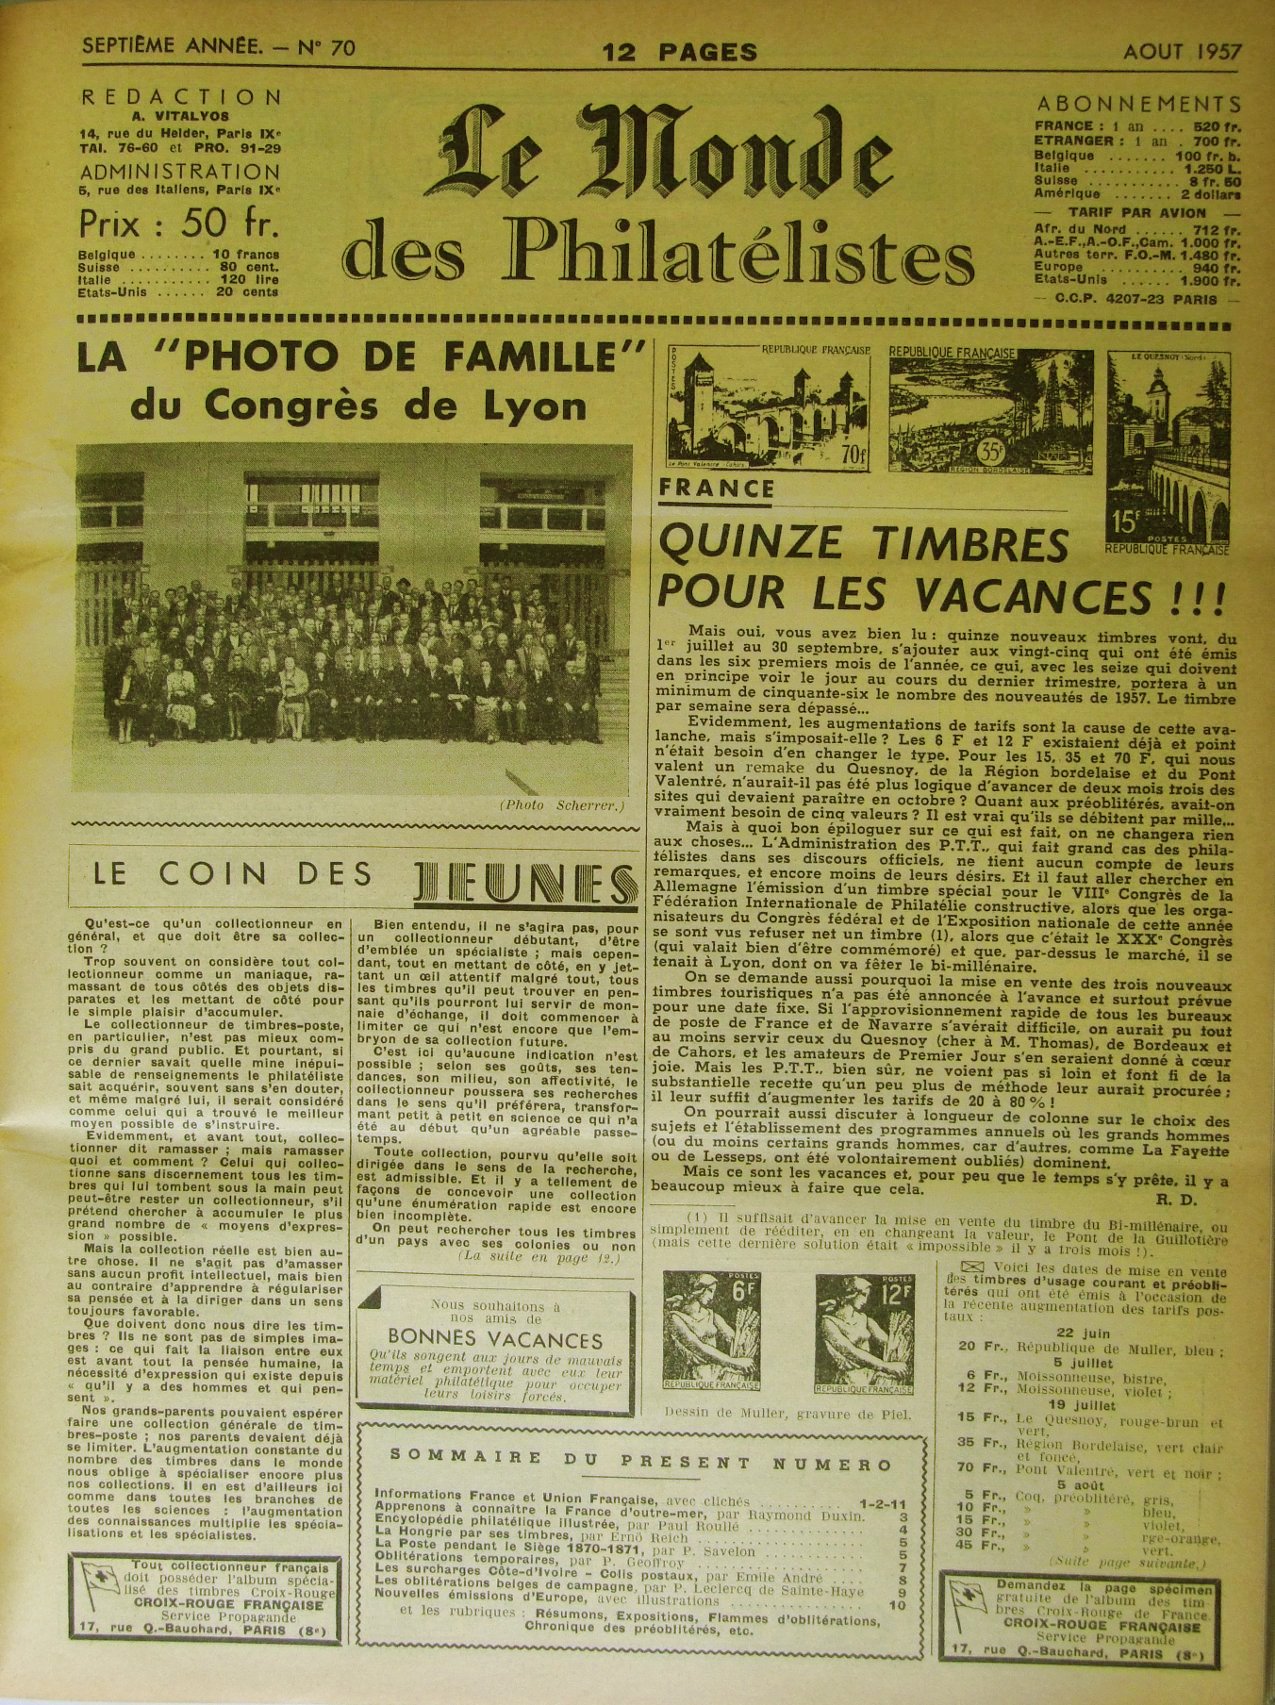 SEPTIÈME ANNÉE. — N° 70
12 PAGES
AOUT 1957
REDACTION
A. VITALYOS
14, rue du Helder, Paris IXe
TAI. 76-60 et PRO. 91-29
ADMINISTRATION
5, rue des Italiens, Paris IXe
Prix : 50 fr.
Belgique ........ 10 francs
Suisse .......... 80 cent.
Italie ........... 120 lire
Etats-Unis ...... 20 cents
Le Monde
des Philatélistes
ABONNEMENTS
FRANCE : 1 an .... 520 fr.
ETRANGER : 1 an . 700 fr.
Belgique ....... 100 fr. b.
Italie ........... 1.250 L.
Suisse ........... 8 fr. 50
Amérique ....... 2 dollars
— TARIF PAR AVION —
Afr. du Nord ...... 712 fr.
A.-E.F.,A.-O.F.,Cam. 1.000 fr.
Autres terr. F.O.-M. 1.480 fr.
Europe .......... 940 fr.
Etats-Unis ...... 1.900 fr.
— C.C.P. 4207-23 PARIS —
LA "PHOTO DE FAMILLE"
du Congrès de Lyon
(Photo Scherrer.)
LE COIN DES JEUNES
Qu'est-ce qu'un collectionneur en
général, et que doit être sa collec-
tion ?
Trop souvent on considère tout col-
lectionneur comme un maniaque, ra-
massant de tous côtés des objets dis-
parates et les mettant de côté pour
le simple plaisir d'accumuler.
Le collectionneur de timbres-poste,
en particulier, n'est pas mieux com-
pris du grand public. Et pourtant, si
ce dernier savait quelle mine inépui-
sable de renseignements le philatéliste
sait acquérir, souvent sans s'en douter,
et même malgré lui, il serait considéré
comme celui qui a trouvé le meilleur
moyen possible de s'instruire.
Evidemment, et avant tout, collec-
tionner dit ramasser ; mais ramasser
quoi et comment ? Celui qui collec-
tionne sans discernement tous les tim-
bres qui lui tombent sous la main peut
peut-être rester un collectionneur, s'il
prétend chercher à accumuler le plus
grand nombre de « moyens d'expres-
sion » possible.
Mais la collection réelle est bien au-
tre chose. Il ne s'agit pas d'amasser
sans aucun profit intellectuel, mais bien
au contraire d'apprendre à régulariser
sa pensée et à la diriger dans un sens
toujours favorable.
Que doivent donc nous dire les tim-
bres ? Ils ne sont pas de simples ima-
ges : ce qui fait la liaison entre eux
est avant tout la pensée humaine, la
nécessité d'expression qui existe depuis
« qu'il y a des hommes et qui pen-
sent ».
Nos grands-parents pouvaient espérer
faire une collection générale de tim-
bres-poste ; nos parents devaient déjà
se limiter. L'augmentation constante du
nombre des timbres dans le monde
nous oblige à spécialiser encore plus
nos collections. Il en est d'ailleurs ici
comme dans toutes les branches de
toutes les sciences : l'augmentation
des connaissances multiplie les spécia-
lisations et les spécialistes.
Bien entendu, il ne s'agira pas, pour
un collectionneur débutant, d'être
d'emblée un spécialiste ; mais cepen-
dant, tout en mettant de côté, en y jet-
tant un œil attentif malgré tout, tous
les timbres qu'il peut trouver en pen-
sant qu'ils pourront lui servir de mon-
naie d'échange, il doit commencer à
limiter ce qui n'est encore que l'em-
bryon de sa collection future.
C'est ici qu'aucune indication n'est
possible ; selon ses goûts, ses ten-
dances, son milieu, son affectivité, le
collectionneur poussera ses recherches
dans le sens qu'il préférera, transfor-
mant petit à petit en science ce qui n'a
été au début qu'un agréable passe-
temps.
Toute collection, pourvu qu'elle soit
dirigée dans le sens de la recherche,
est admissible. Et il y a tellement de
façons de concevoir une collection
qu'une énumération rapide est encore
bien incomplète.
On peut rechercher tous les timbres
d'un pays avec ses colonies ou non
(La suite en page 12.)
Nous souhaitons à
nos amis de
BONNES VACANCES
Qu'ils songent aux jours de mauvais
temps et emportent avec eux leur
matériel philatélique pour occuper
leurs loisirs forcés.
Tout collectionneur français
doit posséder l'album spécia-
lisé des timbres Croix-Rouge
CROIX-ROUGE FRANÇAISE
Service Propagande
17, rue Q.-Bauchard, PARIS (8e)
POSTES
REPUBLIQUE FRANÇAISE
70f
Le Pont Valentré - Cahors
REPUBLIQUE FRANÇAISE
35F
REGION BORDELAISE
LE QUESNOY (Nord)
15F
POSTES
REPUBLIQUE FRANÇAISE
FRANCE
QUINZE TIMBRES
POUR LES VACANCES !!!
Mais oui, vous avez bien lu : quinze nouveaux timbres vont, du
1er juillet au 30 septembre, s'ajouter aux vingt-cinq qui ont été émis
dans les six premiers mois de l'année, ce qui, avec les seize qui doivent
en principe voir le jour au cours du dernier trimestre, portera à un
minimum de cinquante-six le nombre des nouveautés de 1957. Le timbre
par semaine sera dépassé...
Evidemment, les augmentations de tarifs sont la cause de cette ava-
lanche, mais s'imposait-elle ? Les 6 F et 12 F existaient déjà et point
n'était besoin d'en changer le type. Pour les 15, 35 et 70 F, qui nous
valent un remake du Quesnoy, de la Région bordelaise et du Pont
Valentré, n'aurait-il pas été plus logique d'avancer de deux mois trois des
sites qui devaient paraître en octobre ? Quant aux préoblitérés, avait-on
vraiment besoin de cinq valeurs ? Il est vrai qu'ils se débitent par mille...
Mais à quoi bon épiloguer sur ce qui est fait, on ne changera rien
aux choses... L'Administration des P.T.T., qui fait grand cas des phila-
télistes dans ses discours officiels, ne tient aucun compte de leurs
remarques, et encore moins de leurs désirs. Et il faut aller chercher en
Allemagne l'émission d'un timbre spécial pour le VIIIe Congrès de la
Fédération Internationale de Philatélie constructive, alors que les orga-
nisateurs du Congrès fédéral et de l'Exposition nationale de cette année
se sont vus refuser net un timbre (1), alors que c'était le XXXe Congrès
(qui valait bien d'être commémoré) et que, par-dessus le marché, il se
tenait à Lyon, dont on va fêter le bi-millénaire.
On se demande aussi pourquoi la mise en vente des trois nouveaux
timbres touristiques n'a pas été annoncée à l'avance et surtout prévue
pour une date fixe. Si l'approvisionnement rapide de tous les bureaux
de poste de France et de Navarre s'avérait difficile, on aurait pu tout
au moins servir ceux du Quesnoy (cher à M. Thomas), de Bordeaux et
de Cahors, et les amateurs de Premier Jour s'en seraient donné à cœur
joie. Mais les P.T.T., bien sûr, ne voient pas si loin et font fi de la
substantielle recette qu'un peu plus de méthode leur aurait procurée ;
il leur suffit d'augmenter les tarifs de 20 à 80 % !
On pourrait aussi discuter à longueur de colonne sur le choix des
sujets et l'établissement des programmes annuels où les grands hommes
(ou du moins certains grands hommes, car d'autres, comme La Fayette
ou de Lesseps, ont été volontairement oubliés) dominent.
Mais ce sont les vacances et, pour peu que le temps s'y prête, il y a
beaucoup mieux à faire que cela.
R. D.
(1) Il suffisait d'avancer la mise en vente du timbre du Bi-millénaire, ou
simplement de rééditer, en en changeant la valeur, le Pont de la Guillotière
(mais cette dernière solution était « impossible » il y a trois mois !).
POSTES
6F
REPUBLIQUE FRANÇAISE
POSTES
12F
REPUBLIQUE FRANÇAISE
Dessin de Muller, gravure de Piel.
Voici les dates de mise en vente
des timbres d'usage courant et préobli-
térés qui ont été émis à l'occasion de
la récente augmentation des tarifs pos-
taux :
22 juin
20 Fr., République de Muller, bleu ;
5 juillet
6 Fr., Moissonneuse, bistre,
12 Fr., Moissonneuse, violet ;
19 juillet
15 Fr., Le Quesnoy, rouge-brun et
vert,
35 Fr., Région Bordelaise, vert clair
et foncé,
70 Fr., Pont Valentré, vert et noir ;
5 août
5 Fr., Coq, préoblitéré, gris,
10 Fr., » » bleu,
15 Fr., » » violet,
30 Fr., » » rge-orange,
45 Fr., » » vert.
(Suite page suivante.)
SOMMAIRE DU PRESENT NUMERO
Informations France et Union Française, avec clichés .......... 1-2-11
Apprenons à connaître la France d'outre-mer, par Raymond Duxin. 3
Encyclopédie philatélique illustrée, par Paul Roullé ............ 4
La Hongrie par ses timbres, par Ernö Reich .................. 5
La Poste pendant le Siège 1870-1871, par P. Savelon ............ 5
Oblitérations temporaires, par P. Geoffroy .................... 7
Les surcharges Côte-d'Ivoire - Colis postaux, par Emile André .... 8
Les oblitérations belges de campagne, par P. Leclercq de Sainte-Haye 9
Nouvelles émissions d'Europe, avec illustrations ................ 10
et les rubriques : Résumons, Expositions, Flammes d'oblitérations,
Chronique des préoblitérés, etc.
Demandez la page spécimen
gratuite de l'album des tim-
bres Croix-Rouge de France.
CROIX-ROUGE FRANÇAISE
Service Propagande
17, rue Q.-Bauchard, PARIS (8e)